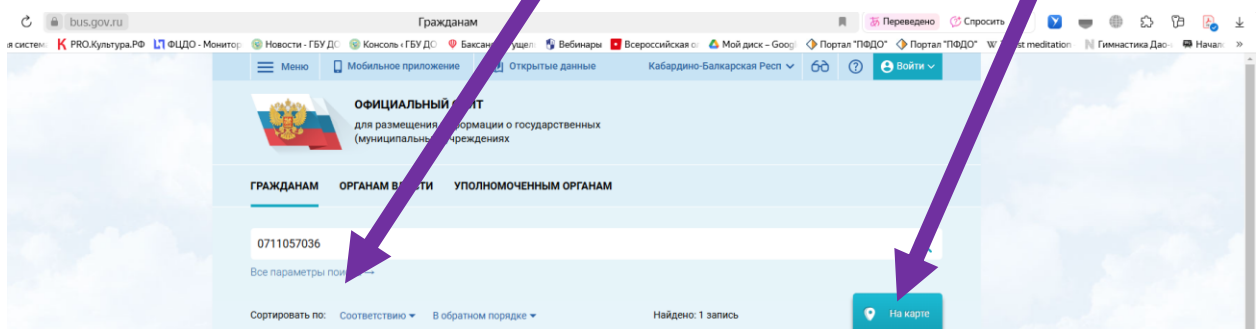 bus.gov.ru Гражданам Переведено Спросить
PRO.Культура.РФ ФЦДО - Монитор Новости - ГБУ ДО Консоль ‹ ГБУ ДО Вебинары Всероссийская Мой диск – Goog Портал "ПФДО" Портал "ПФДО" meditation Гимнастика Дао- Начал »
Меню Мобильное приложение Открытые данные Кабардино-Балкарская Респ Войти
ОФИЦИАЛЬНЫЙ САЙТ
для размещения информации о государственных
(муниципальных) учреждениях
ГРАЖДАНАМ ОРГАНАМ ВЛАСТИ УПОЛНОМОЧЕННЫМ ОРГАНАМ
0711057036
Все параметры поиска →
Сортировать по: Соответствию В обратном порядке Найдено: 1 запись На карте